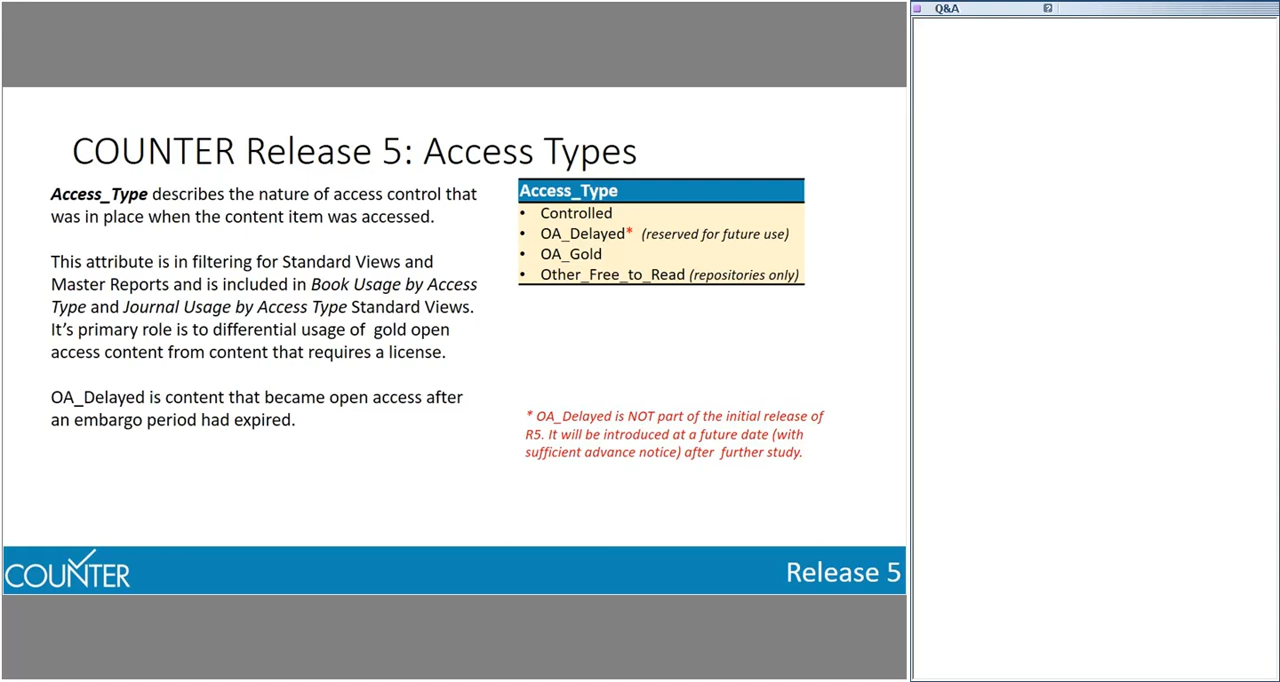 Q&A
?
COUNTER Release 5: Access Types
Access_Type describes the nature of access control that
was in place when the content item was accessed.
This attribute is in filtering for Standard Views and
Master Reports and is included in Book Usage by Access
Type and Journal Usage by Access Type Standard Views.
It's primary role is to differential usage of gold open
access content from content that requires a license.
OA_Delayed is content that became open access after
an embargo period had expired.
Access_Type
• Controlled
• OA_Delayed* (reserved for future use)
• OA_Gold
• Other_Free_to_Read (repositories only)
* OA_Delayed is NOT part of the initial release of
R5. It will be introduced at a future date (with
sufficient advance notice) after further study.
COUNTER
Release 5